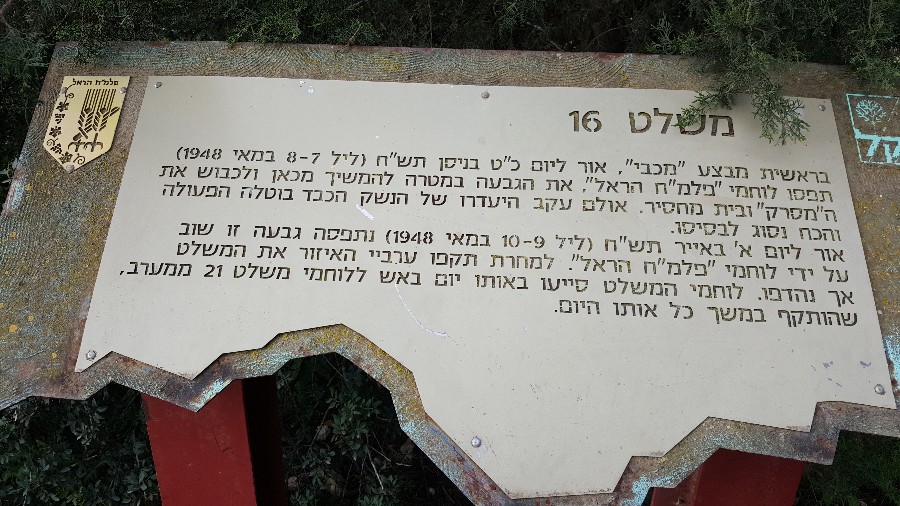 פלמ"ח הראל
משלט 16
בראשית מבצע "מכבי", אור ליום כ"ט בניסן תש"ח (ליל 8-7 במאי 1948)
תפסו לוחמי "פלמ"ח הראל", את הגבעה במטרה להמשיך מכאן ולכבוש את
ה"מסרק" ובית מחסיר. אולם עקב היעדרו של הנשק הכבד בוטלה הפעולה
והכח נסוג לבסיסו.
אור ליום א' באייר תש"ח (ליל 10-9 במאי 1948) נתפסה גבעה זו שוב
על ידי לוחמי "פלמ"ח הראל". למחרת תקפו ערביי האיזור את המשלט
אך נהדפו. לוחמי המשלט סייעו באותו יום באש ללוחמי משלט 21 ממערב,
שהותקף במשך כל אותו היום.